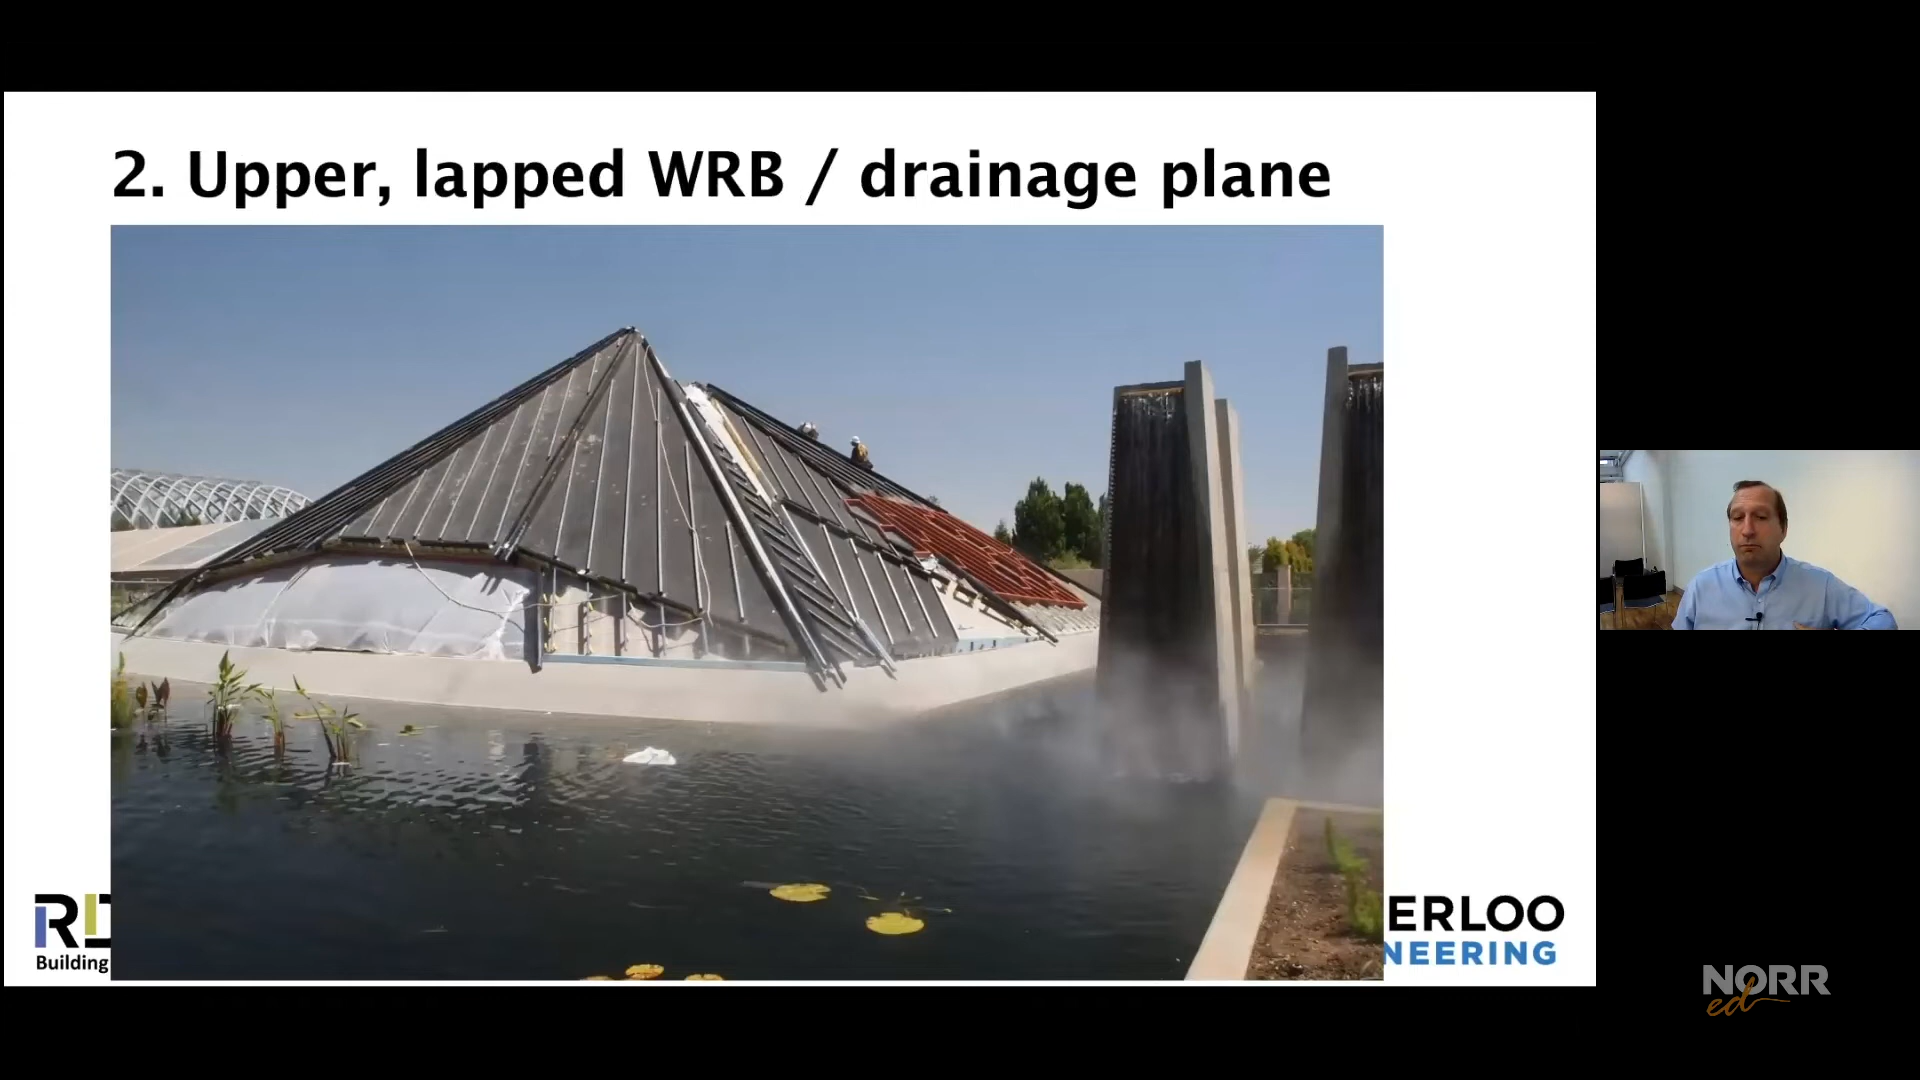 2. Upper, lapped WRB / drainage plane
Building
ERLOO
NEERING
NORR
ed